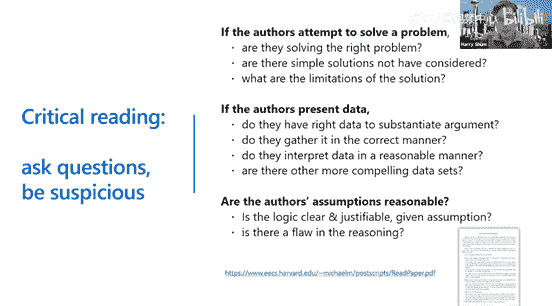 bilibili
Harry Shum
If the authors attempt to solve a problem,
· are they solving the right problem?
· are there simple solutions not have considered?
· what are the limitations of the solution?
Critical reading:
ask questions,
be suspicious
If the authors present data,
· do they have right data to substantiate argument?
· do they gather it in the correct manner?
· do they interpret data in a reasonable manner?
· are there other more compelling data sets?
Are the authors' assumptions reasonable?
· Is the logic clear & justifiable, given assumption?
· is there a flaw in the reasoning?
https://www.eecs.harvard.edu/~michaelm/postscripts/ReadPaper.pdf